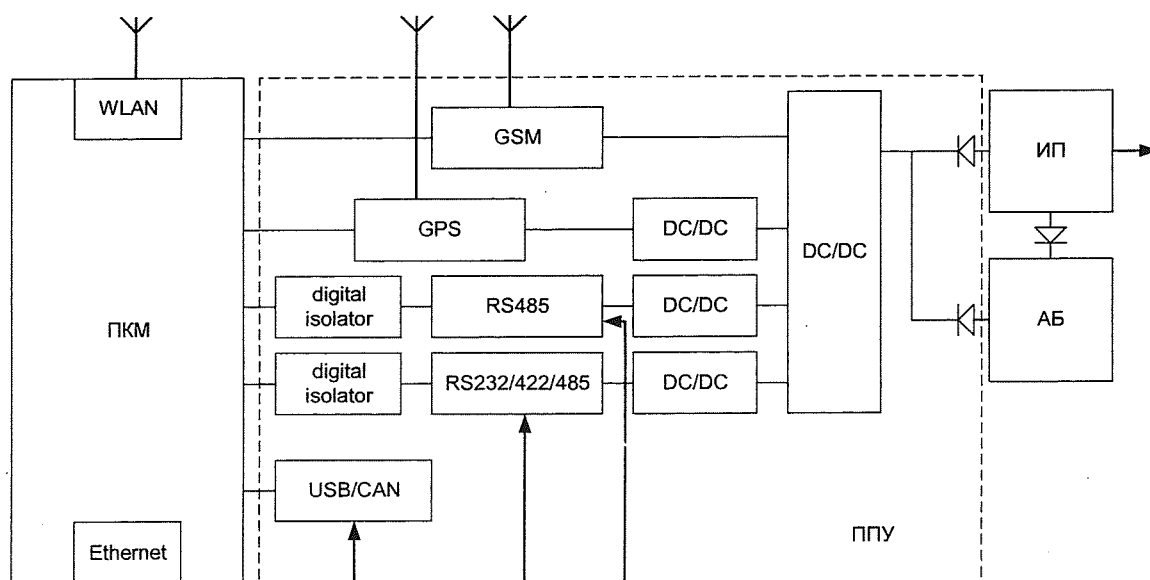 WLAN
GSM
ИП
GPS
DC/DC
DC/DC
digital
isolator
RS485
DC/DC
ПКМ
АБ
digital
isolator
RS232/422/485
DC/DC
USB/CAN
ППУ
Ethernet